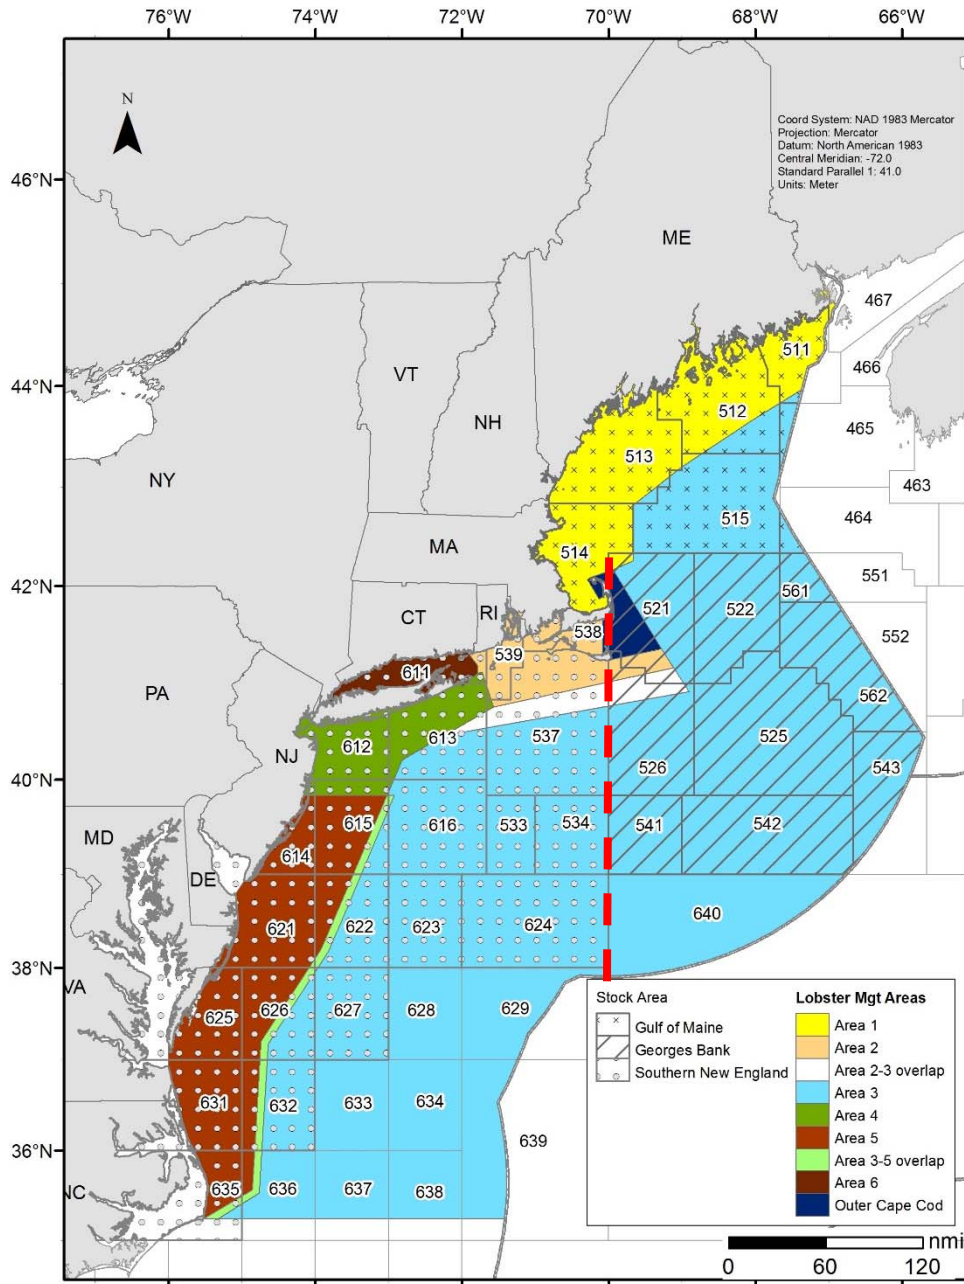 76°W 74°W 72°W 70°W 68°W 66°W
N
Coord System: NAD 1983 Mercator
Projection: Mercator
Datum: North American 1983
Central Meridian: -72.0
Standard Parallel 1: 41.0
Units: Meter
46°N
ME
467
511
466
44°N
VT
512
465
NH
513
463
NY
515
464
MA
514
551
42°N
561
CT
RI
521
522
538
552
539
611
PA
562
613
537
612
525
NJ
526
543
40°N
615
616
533
534
541
542
MD
614
DE
640
621
622
623
624
38°N
VA
625
626
627
628
629
631
632
633
634
639
36°N
NC
635
636
637
638
Stock Area
Gulf of Maine
Georges Bank
Southern New England
Lobster Mgt Areas
Area 1
Area 2
Area 2-3 overlap
Area 3
Area 4
Area 5
Area 3-5 overlap
Area 6
Outer Cape Cod
nmi
0 60 120